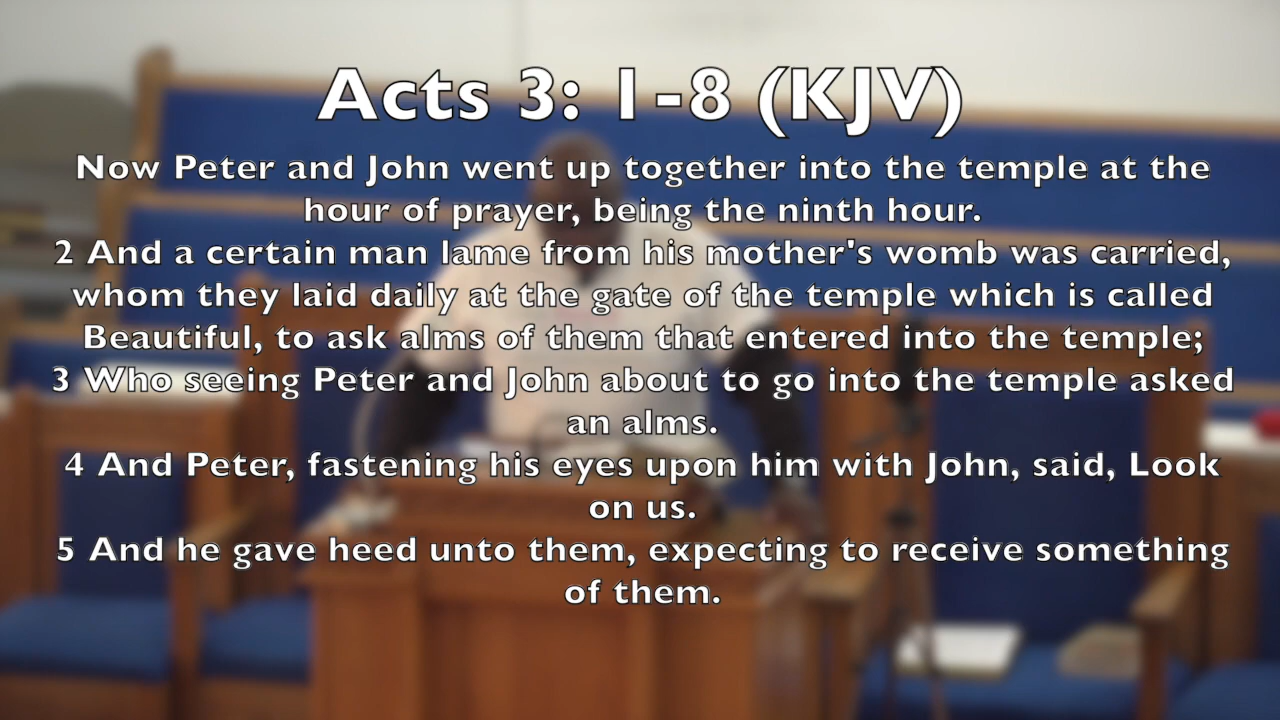 Acts 3: 1-8 (KJV)
Now Peter and John went up together into the temple at the
hour of prayer, being the ninth hour.
2 And a certain man lame from his mother's womb was carried,
whom they laid daily at the gate of the temple which is called
Beautiful, to ask alms of them that entered into the temple;
3 Who seeing Peter and John about to go into the temple asked
an alms.
4 And Peter, fastening his eyes upon him with John, said, Look
on us.
5 And he gave heed unto them, expecting to receive something
of them.